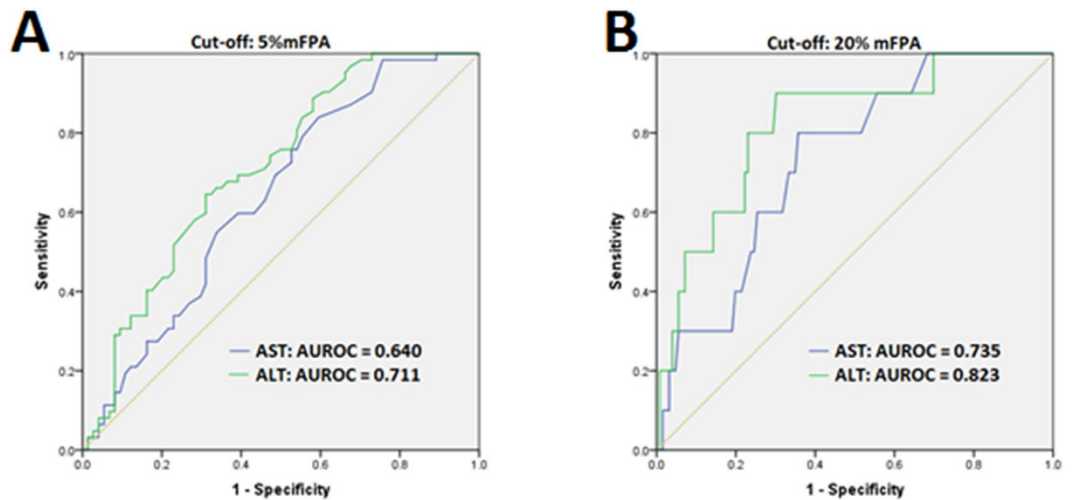 A
Cut-off: 5%mFPA
1.0
0.8
0.6
0.4
0.2
0.0
Sensitivity
AST: AUROC = 0.640
ALT: AUROC = 0.711
0.0 0.2 0.4 0.6 0.8 1.0
1 - Specificity
B
Cut-off: 20% mFPA
1.0
0.8
0.6
0.4
0.2
0.0
Sensitivity
AST: AUROC = 0.735
ALT: AUROC = 0.823
0.0 0.2 0.4 0.6 0.8 1.0
1 - Specificity